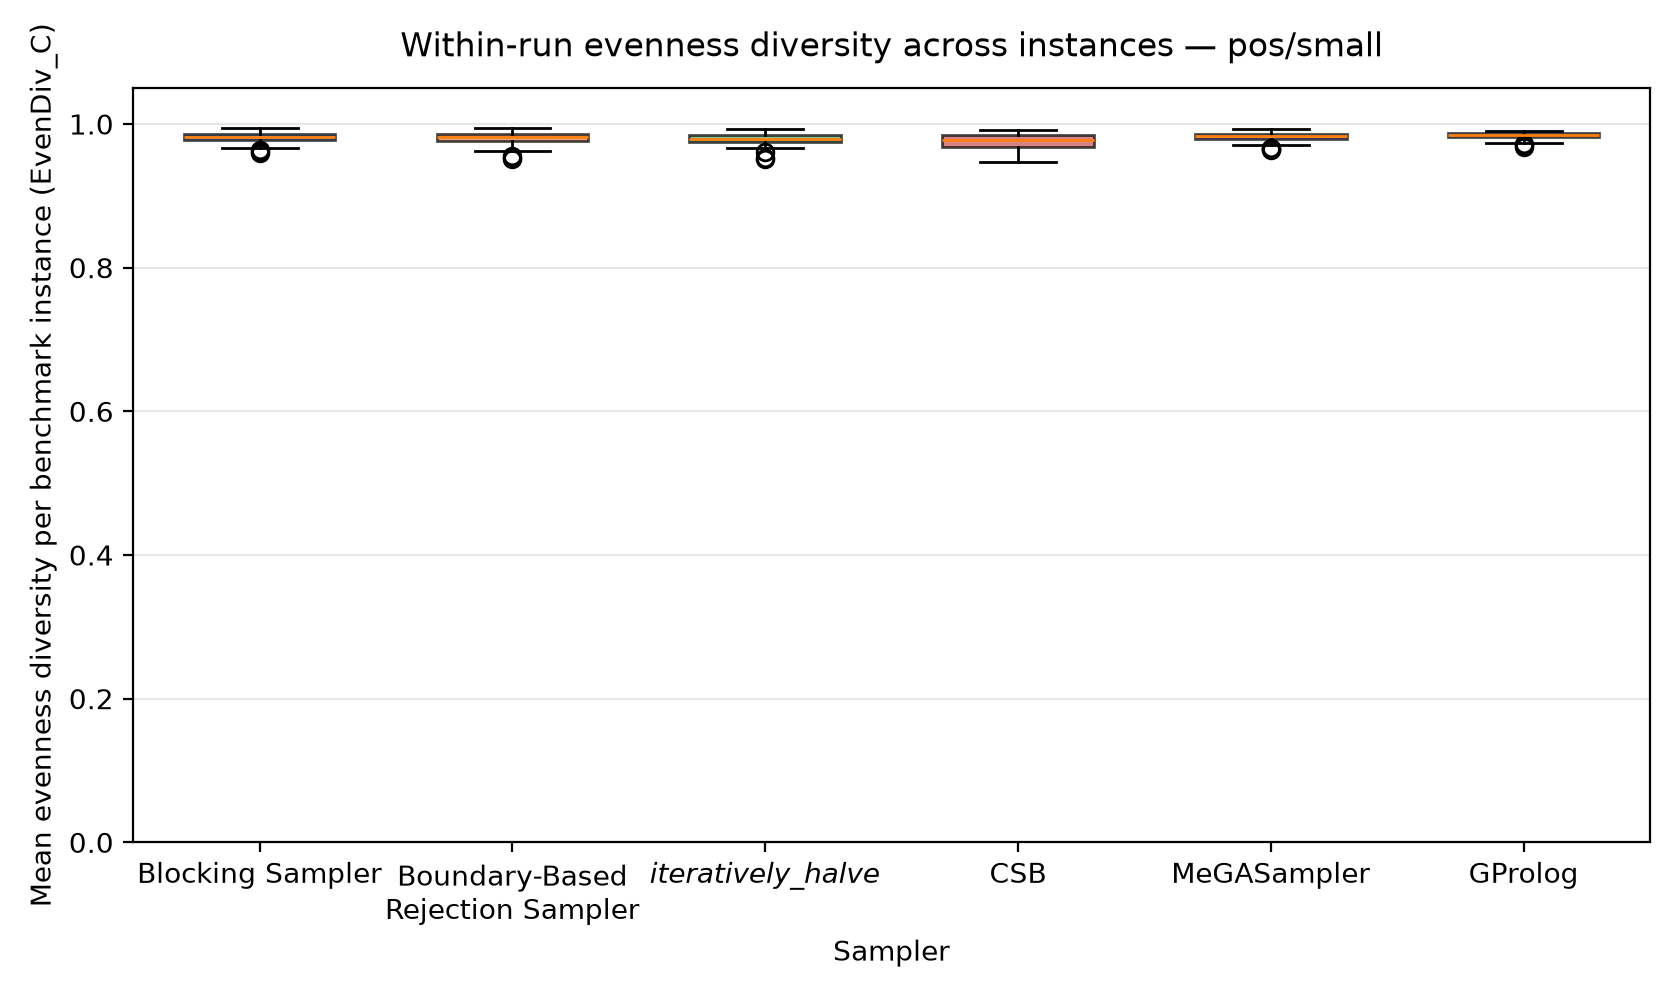 Within-run evenness diversity across instances — pos/small
Mean evenness diversity per benchmark instance (EvenDiv_C)
1.0
0.8
0.6
0.4
0.2
0.0
Blocking Sampler
Boundary-Based
Rejection Sampler
iteratively_halve
CSB
MeGASampler
GProlog
Sampler